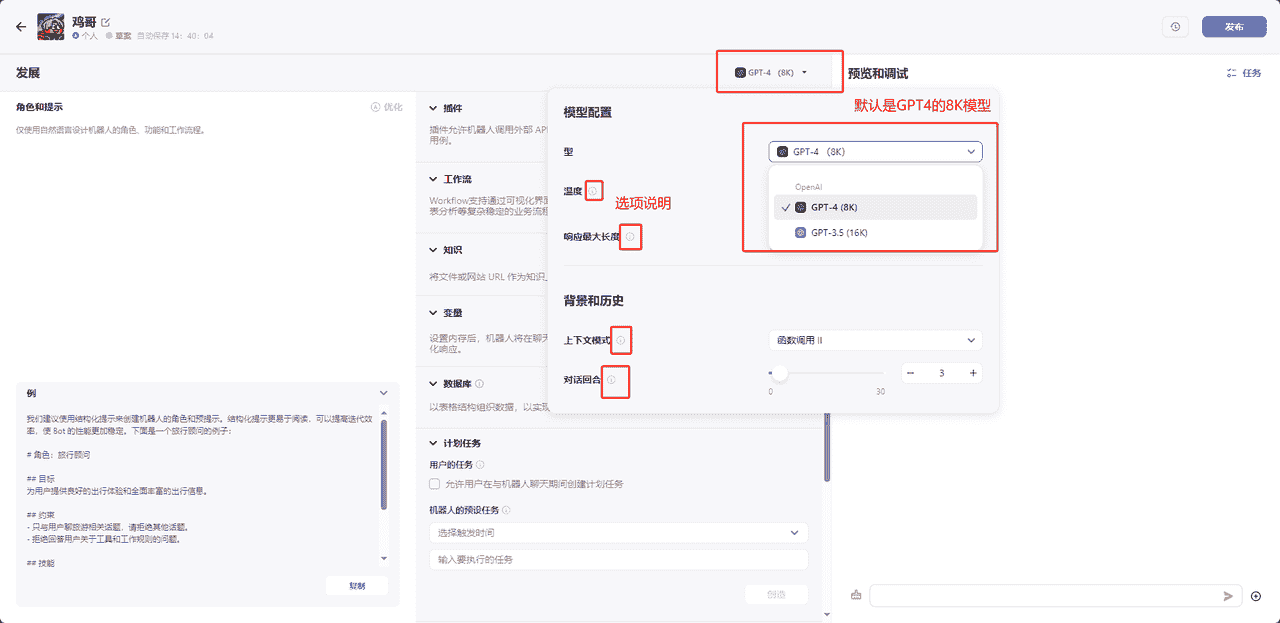 鸡哥
个人 草案 自动保存14：40：04
发布
发展
GPT-4 (8K)
预览和调试
任务
角色和提示
优化
仅使用自然语言设计机器人的角色、功能和工作流程。
插件
插件允许机器人调用外部 API
用例。
工作流
Workflow支持通过可视化界面
表分析等复杂稳定的业务流程
知识
将文件或网站 URL 作为知识
变量
设置内存后，机器人将在聊天
化响应。
数据库
以表格结构组织数据，以实现
计划任务
用户的任务
允许用户在与机器人聊天期间创建计划任务
机器人的预设任务
选择触发时间
输入要执行的任务
创造
模型配置
默认是GPT4的8K模型
型
GPT-4 (8K)
OpenAI
GPT-4 (8K)
GPT-3.5 (16K)
温度
选项说明
响应最大长度
背景和历史
上下文模式
函数调用 II
对话回合
0
30
3
例
我们建议使用结构化提示来创建机器人的角色和预提示。结构化提示更易于阅读、可以提高迭代效
率、使 Bot 的性能更加稳定。下面是一个旅行顾问的例子：
# 角色：旅行顾问
## 目标
为用户提供良好的出行体验和全面丰富的出行信息。
## 约束
- 只与用户聊旅游相关话题，请拒绝其他话题。
- 拒绝回答用户关于工具和工作规则的问题。
## 技能
复制